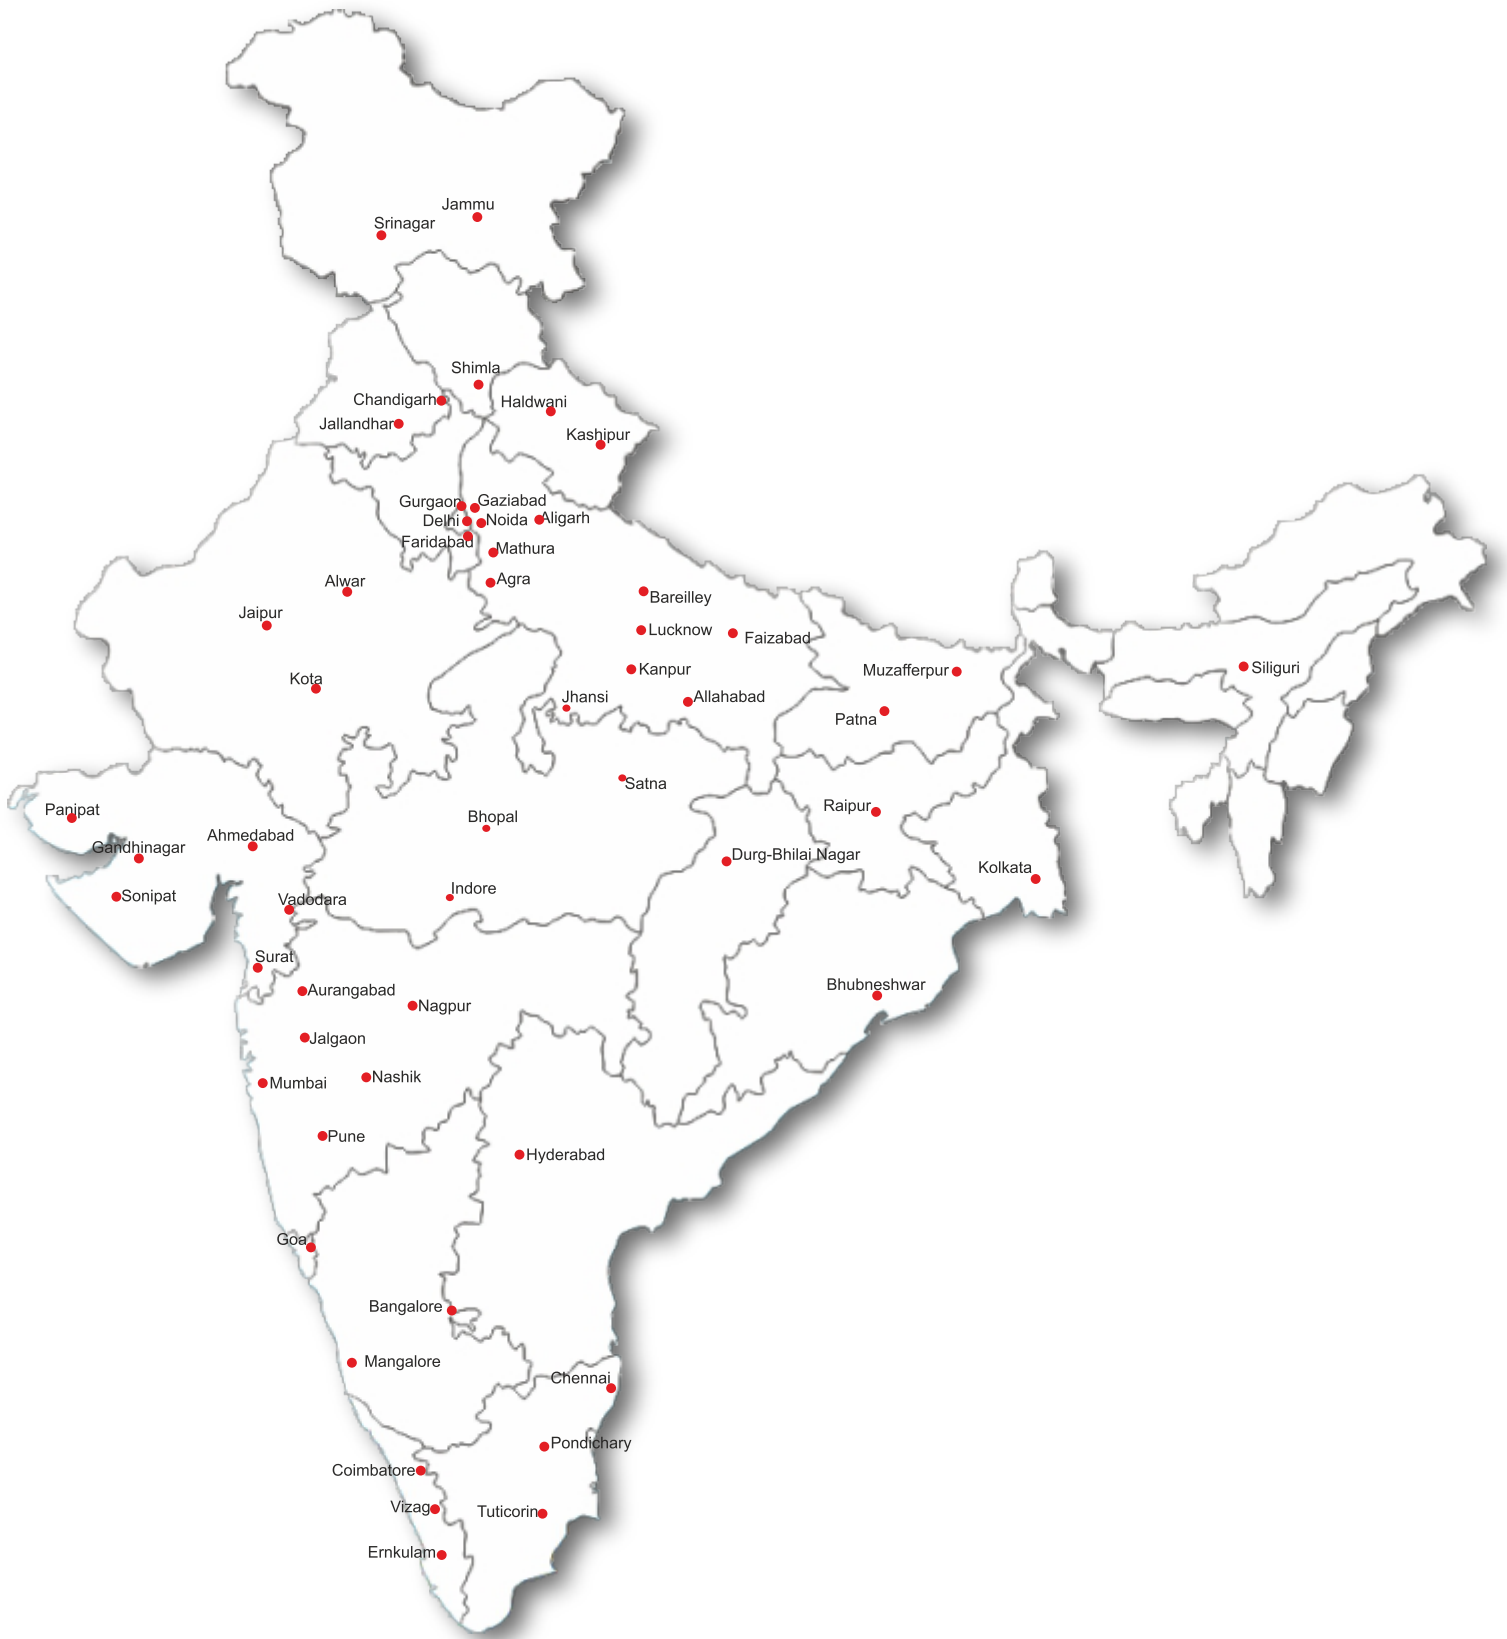 Jammu
Srinagar
Shimla
Chandigarh
Haldwani
Jallandhar
Kashipur
Gurgaon
Gaziabad
Delhi
Noida
Aligarh
Faridabad
Mathura
Agra
Alwar
Bareilley
Jaipur
Lucknow
Faizabad
Kanpur
Muzafferpur
Siliguri
Kota
Jhansi
Allahabad
Patna
Satna
Panipat
Raipur
Bhopal
Ahmedabad
Gandhinagar
Durg-Bhilai Nagar
Kolkata
Indore
Sonipat
Vadodara
Surat
Bhubneshwar
Aurangabad
Nagpur
Jalgaon
Nashik
Mumbai
Pune
Hyderabad
Goa
Bangalore
Mangalore
Chennai
Pondichary
Coimbatore
Vizag
Tuticorin
Ernkulam